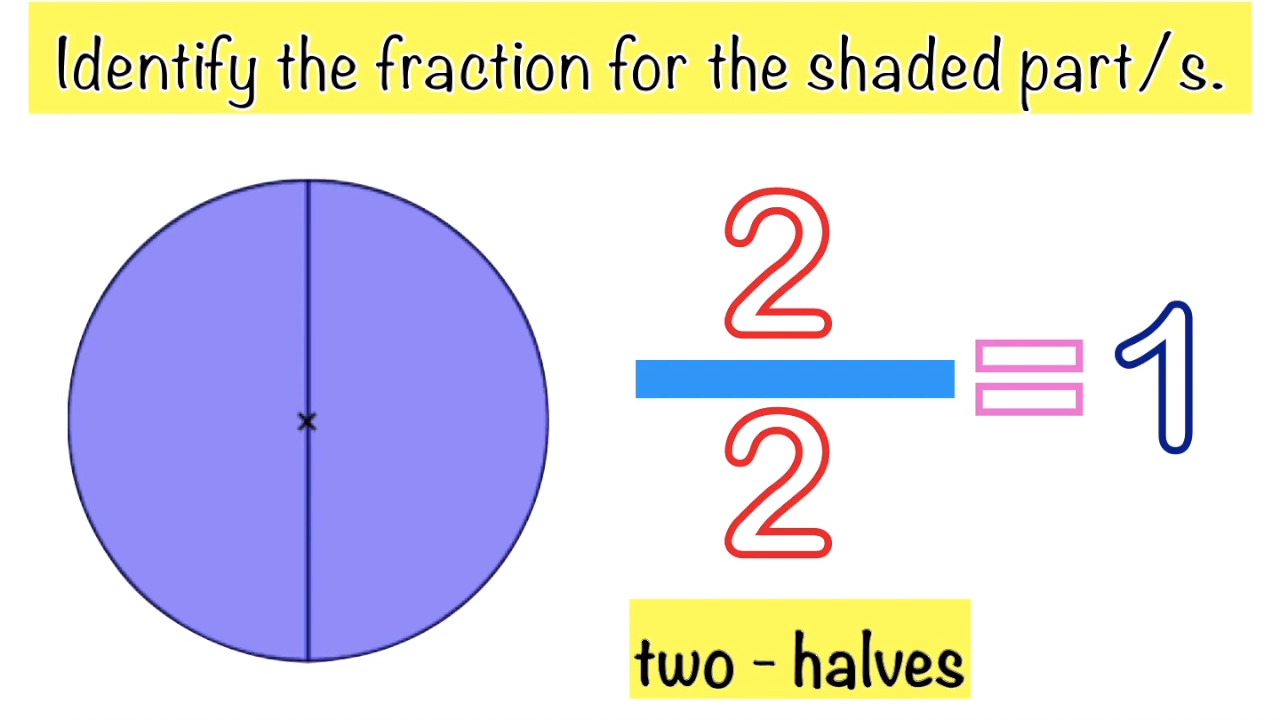 Identify the fraction for the shaded part/s.
2
2
= 1
two - halves